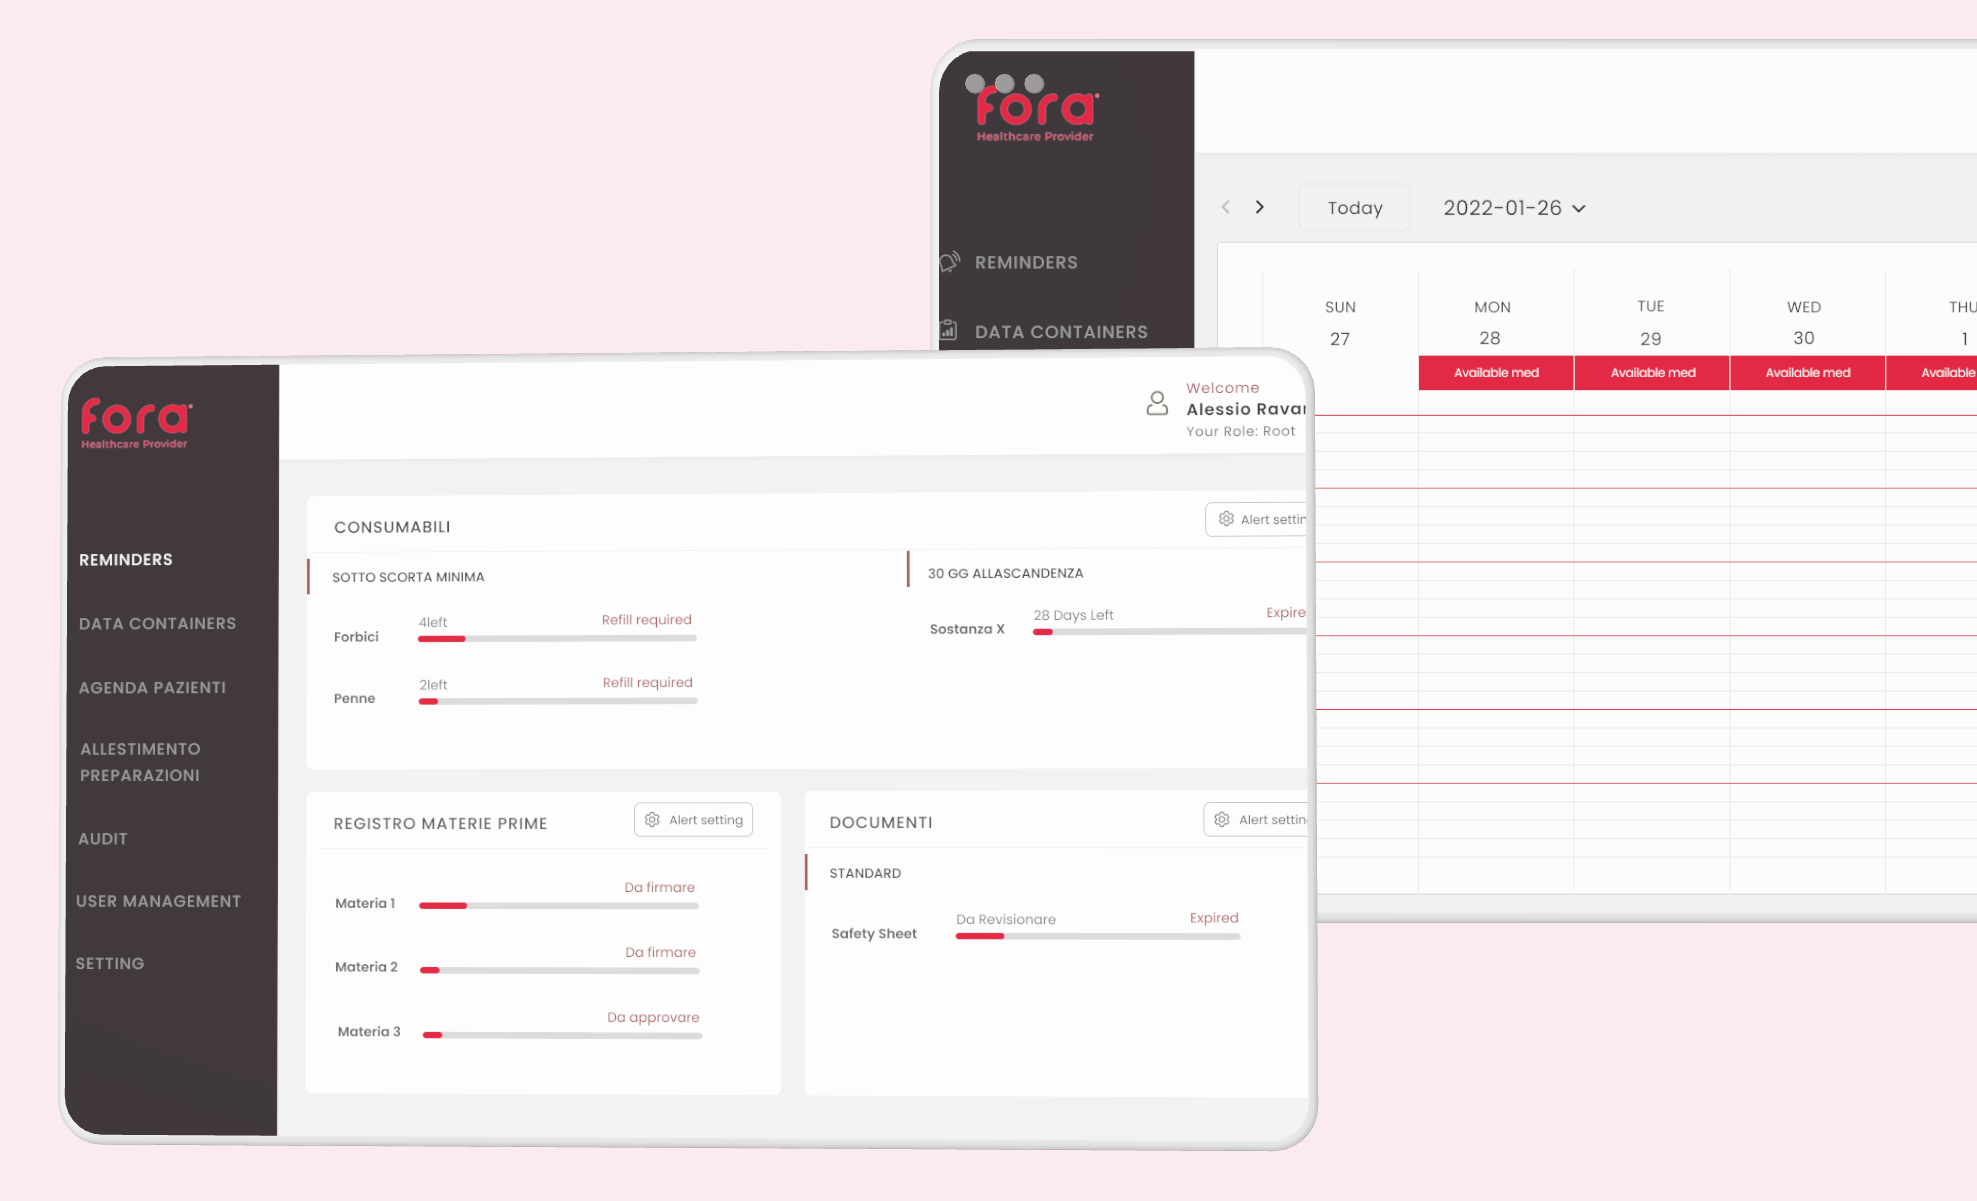 fora
Healthcare Provider
REMINDERS
DATA CONTAINERS
Today
2022-01-26
SUN
MON
TUE
WED
THU
27
28
29
30
1
Available med
Available med
Available med
Available
fora
Healthcare Provider
REMINDERS
DATA CONTAINERS
AGENDA PAZIENTI
ALLESTIMENTO
PREPARAZIONI
AUDIT
USER MANAGEMENT
SETTING
Welcome
Alessio Ravar
Your Role: Root
CONSUMABILI
Alert settin
SOTTO SCORTA MINIMA
Forbici
4left
Refill required
Penne
2left
Refill required
30 GG ALLASCANDENZA
Sostanza X
28 Days Left
Expire
REGISTRO MATERIE PRIME
Alert setting
Materia 1
Da firmare
Materia 2
Da firmare
Materia 3
Da approvare
DOCUMENTI
Alert settin
STANDARD
Safety Sheet
Da Revisionare
Expired